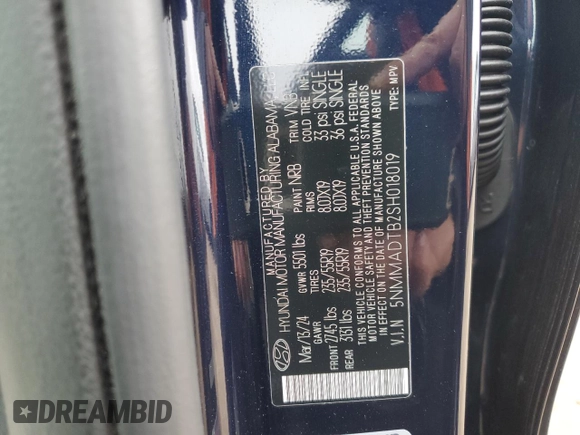 MANUFACTURED BY
HYUNDAI MOTOR MANUFACTURING ALABAMA
Mar/13/24 GVWR 5501 lbs PAINT NRB TRIM VNB
GAWR TIRES RIMS COLD TIRE INF.
FRONT 2745 lbs 235/55R19 8.0JX19 33 psi SINGLE
REAR 3131 lbs 235/55R19 8.0JX19 36 psi SINGLE
THIS VEHICLE CONFORMS TO ALL APPLICABLE U.S.A. FEDERAL
MOTOR VEHICLE SAFETY AND THEFT PREVENTION STANDARDS
IN EFFECT ON THE DATE OF MANUFACTURE SHOWN ABOVE
V.I.N 5NMMADTB2SH018019 TYPE: MPV
DREAMBID